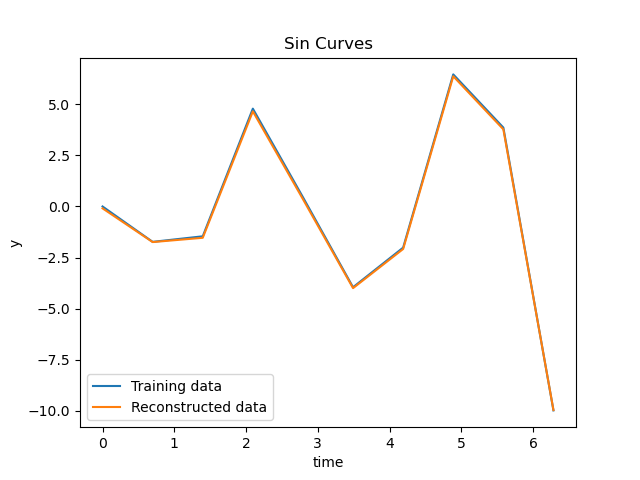 Sin Curves
y
5.0
2.5
0.0
−2.5
−5.0
−7.5
−10.0
Training data
Reconstructed data
0 1 2 3 4 5 6
time